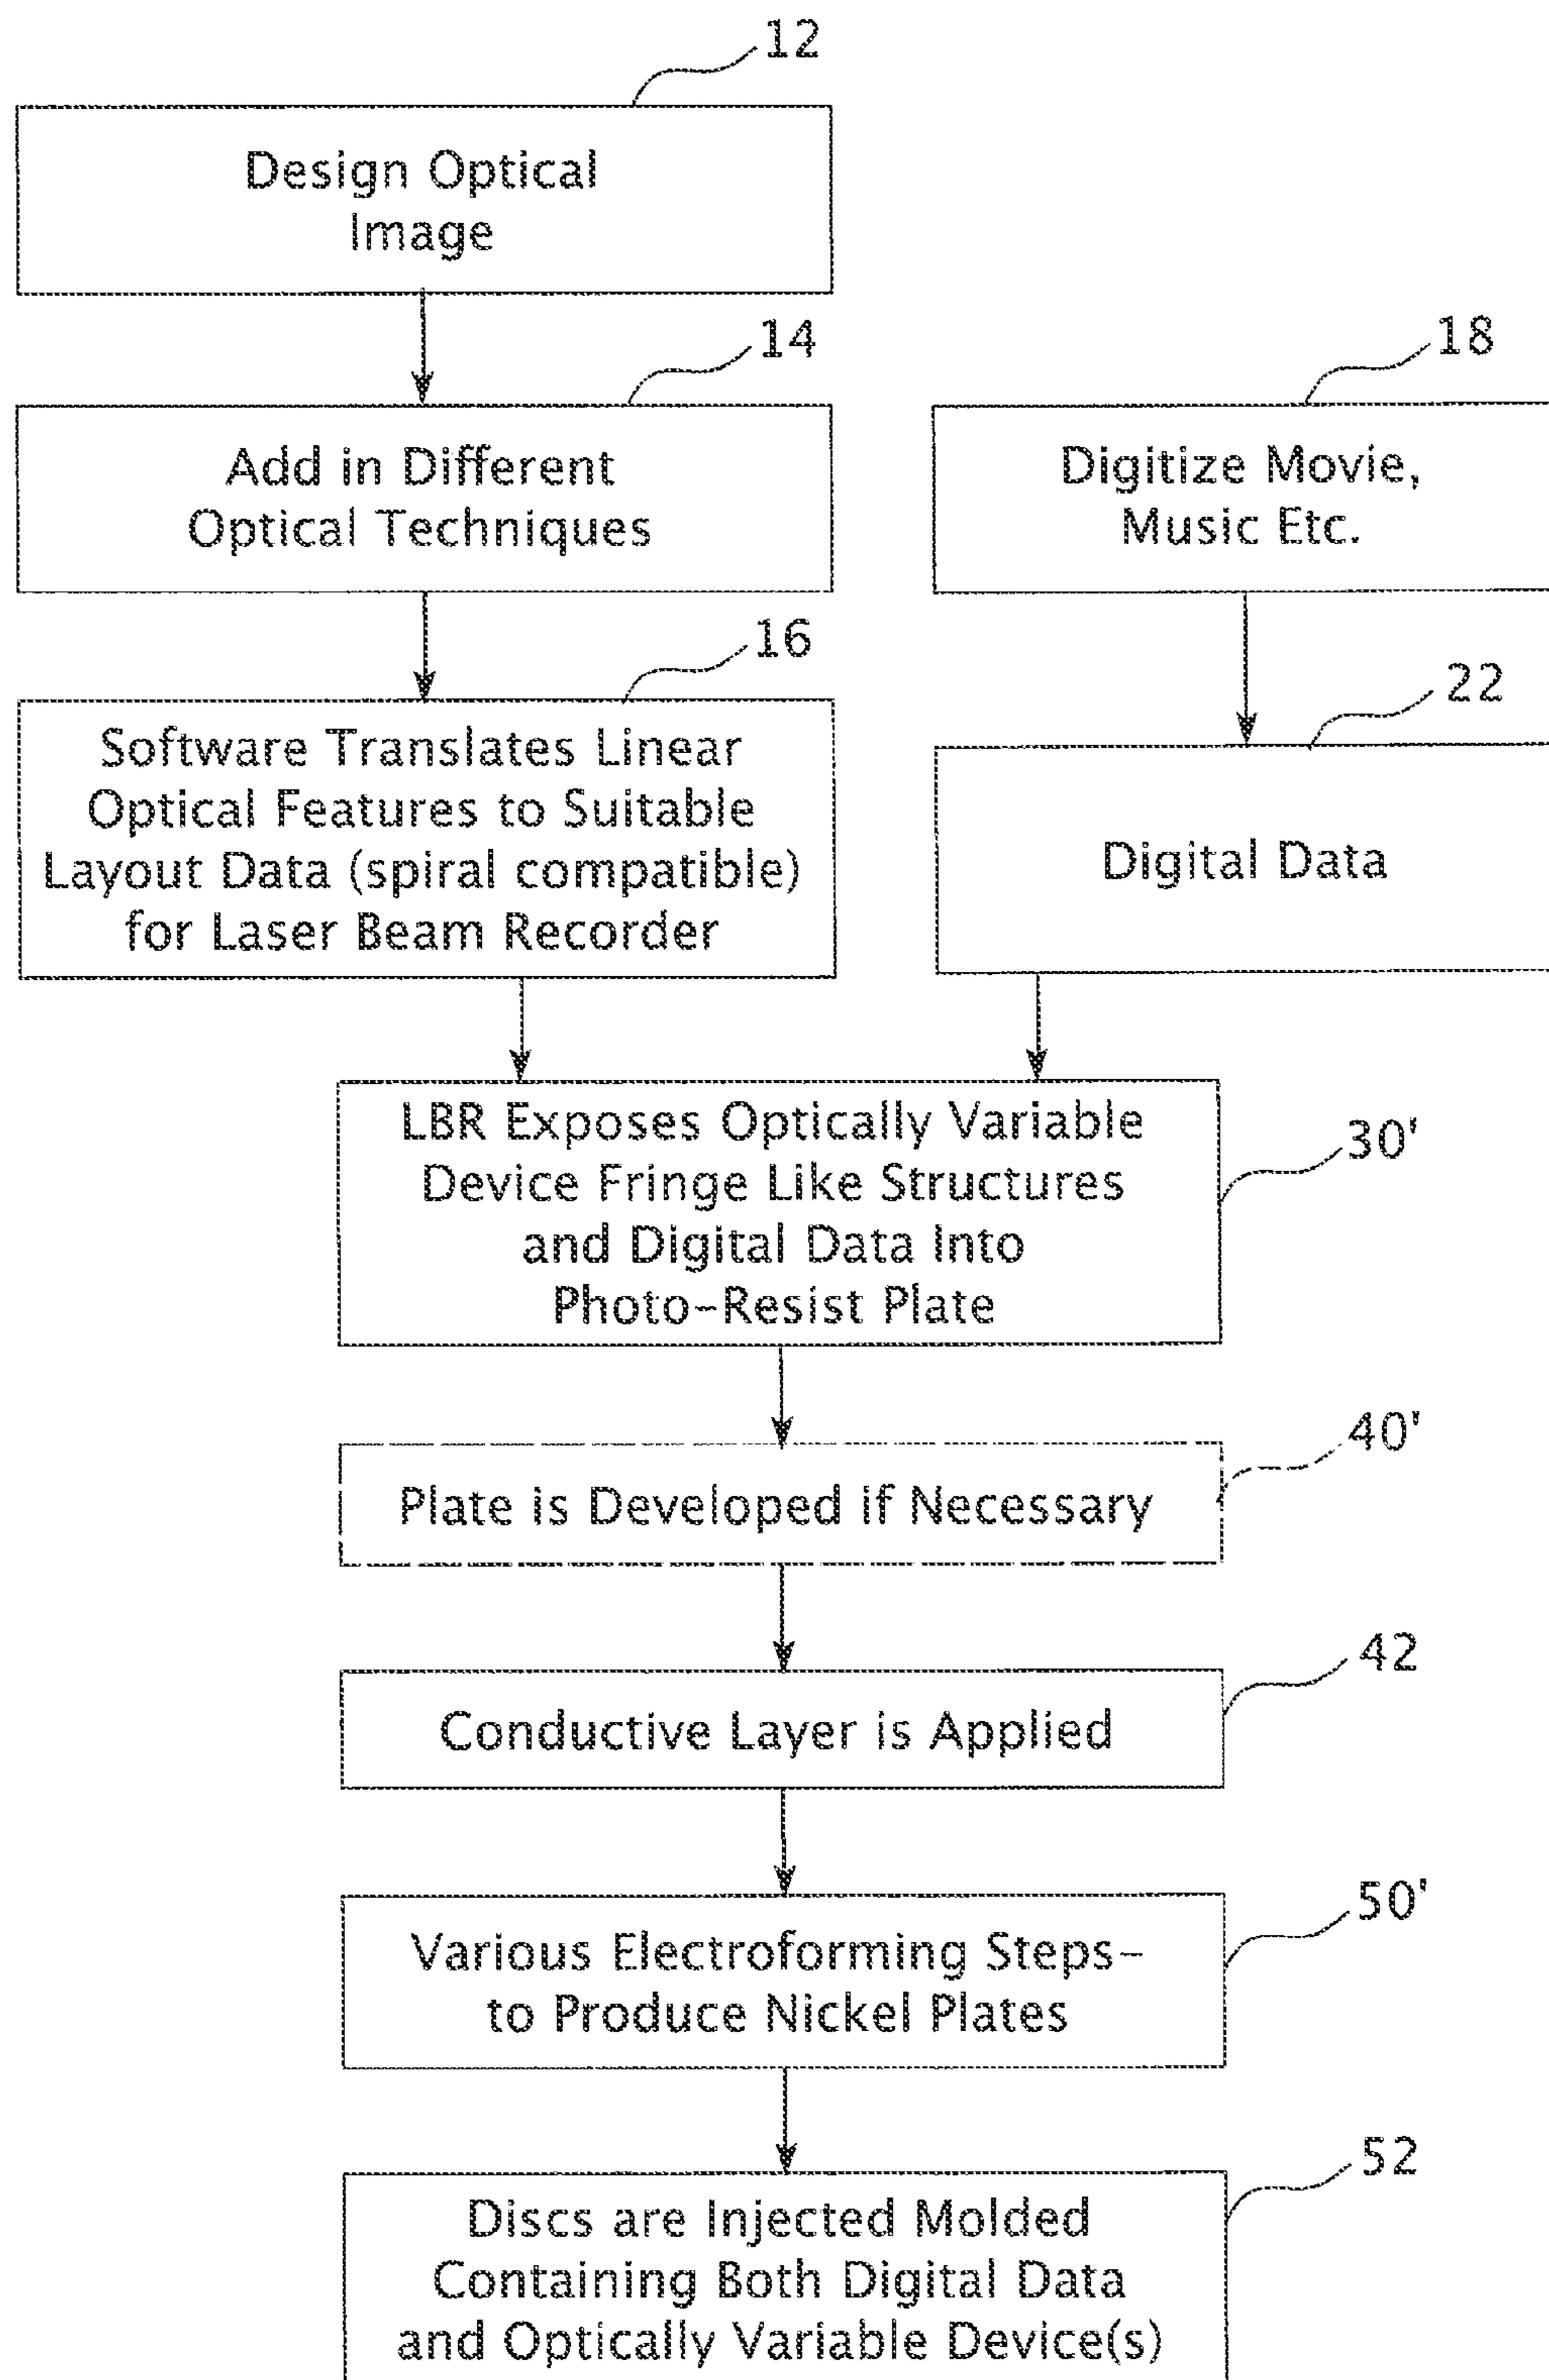 12
Design Optical
Image
14
Add in Different
Optical Techniques
18
Digitize Movie,
Music Etc.
16
Software Translates Linear
Optical Features to Suitable
Layout Data (spiral compatible)
for Laser Beam Recorder
22
Digital Data
LBR Exposes Optically Variable
Device Fringe Like Structures
and Digital Data Into
Photo-Resist Plate
30'
Plate is Developed if Necessary
40'
Conductive Layer is Applied
42
Various Electroforming Steps-
to Produce Nickel Plates
50'
Discs are Injected Molded
Containing Both Digital Data
and Optically Variable Device(s)
52